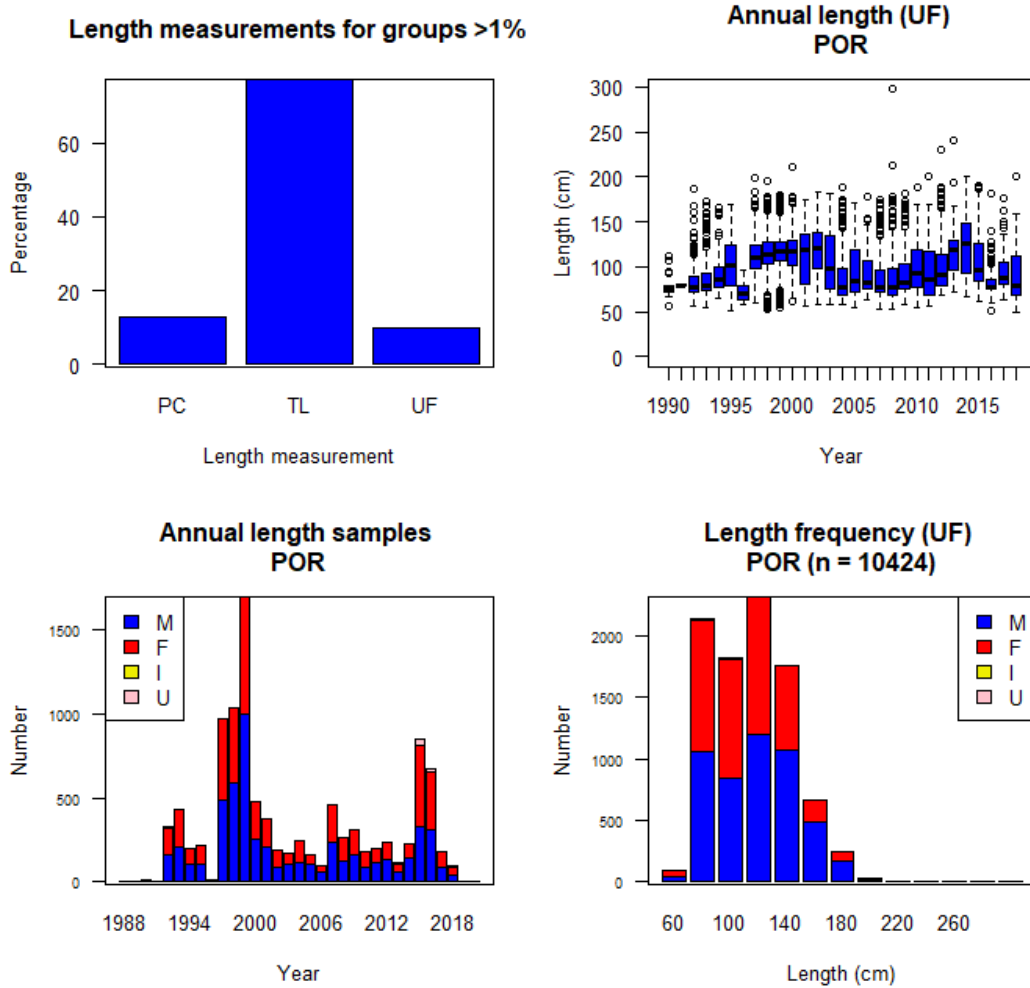 Length measurements for groups >1%
Percentage
60
40
20
0
PC TL UF
Length measurement
Annual length (UF)
POR
Length (cm)
300
250
200
150
100
50
0
1990 1995 2000 2005 2010 2015
Year
Annual length samples
POR
Number
1500
1000
500
0
M
F
I
U
1988 1994 2000 2006 2012 2018
Year
Length frequency (UF)
POR (n = 10424)
Number
2000
1500
1000
500
0
M
F
I
U
60 100 140 180 220 260
Length (cm)